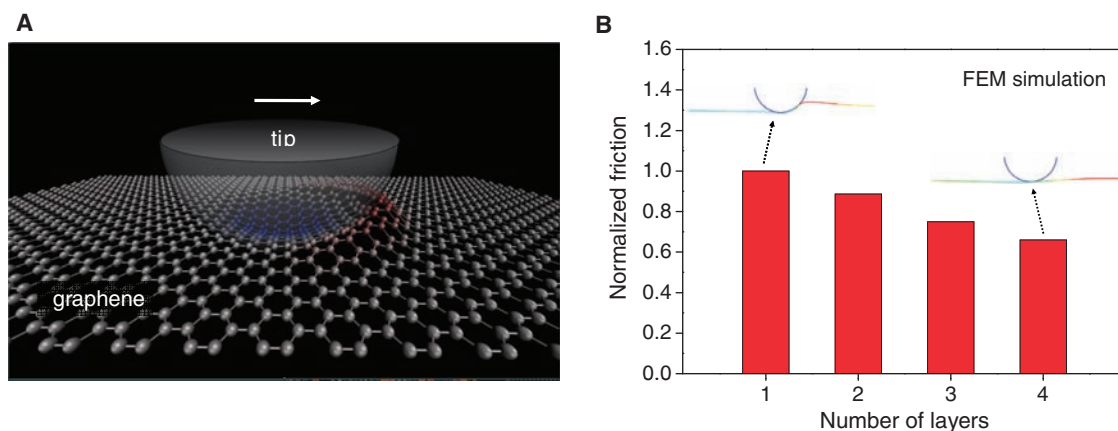 A
tip
graphene
B
1.6
1.4
1.2
1.0
0.8
0.6
0.4
0.2
0.0
Normalized friction
FEM simulation
1 2 3 4
Number of layers